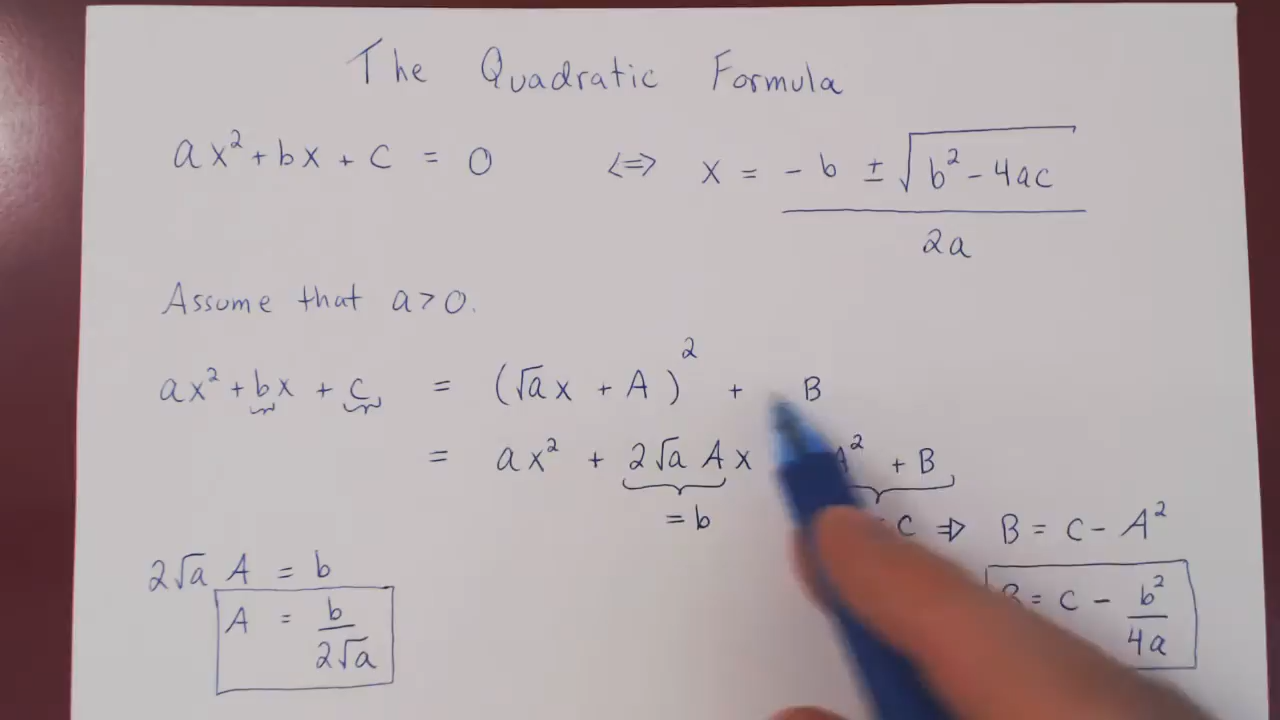 The Quadratic Formula
ax² + bx + c = 0 <=> x = -b ± √(b² - 4ac) / 2a
Assume that a > 0.
ax² + bx + c = (√a x + A)² + B
= ax² + 2√a A x A² + B
= b c ⇒ B = c - A²
2√a A = b
A = b / 2√a
B = c - b² / 4a